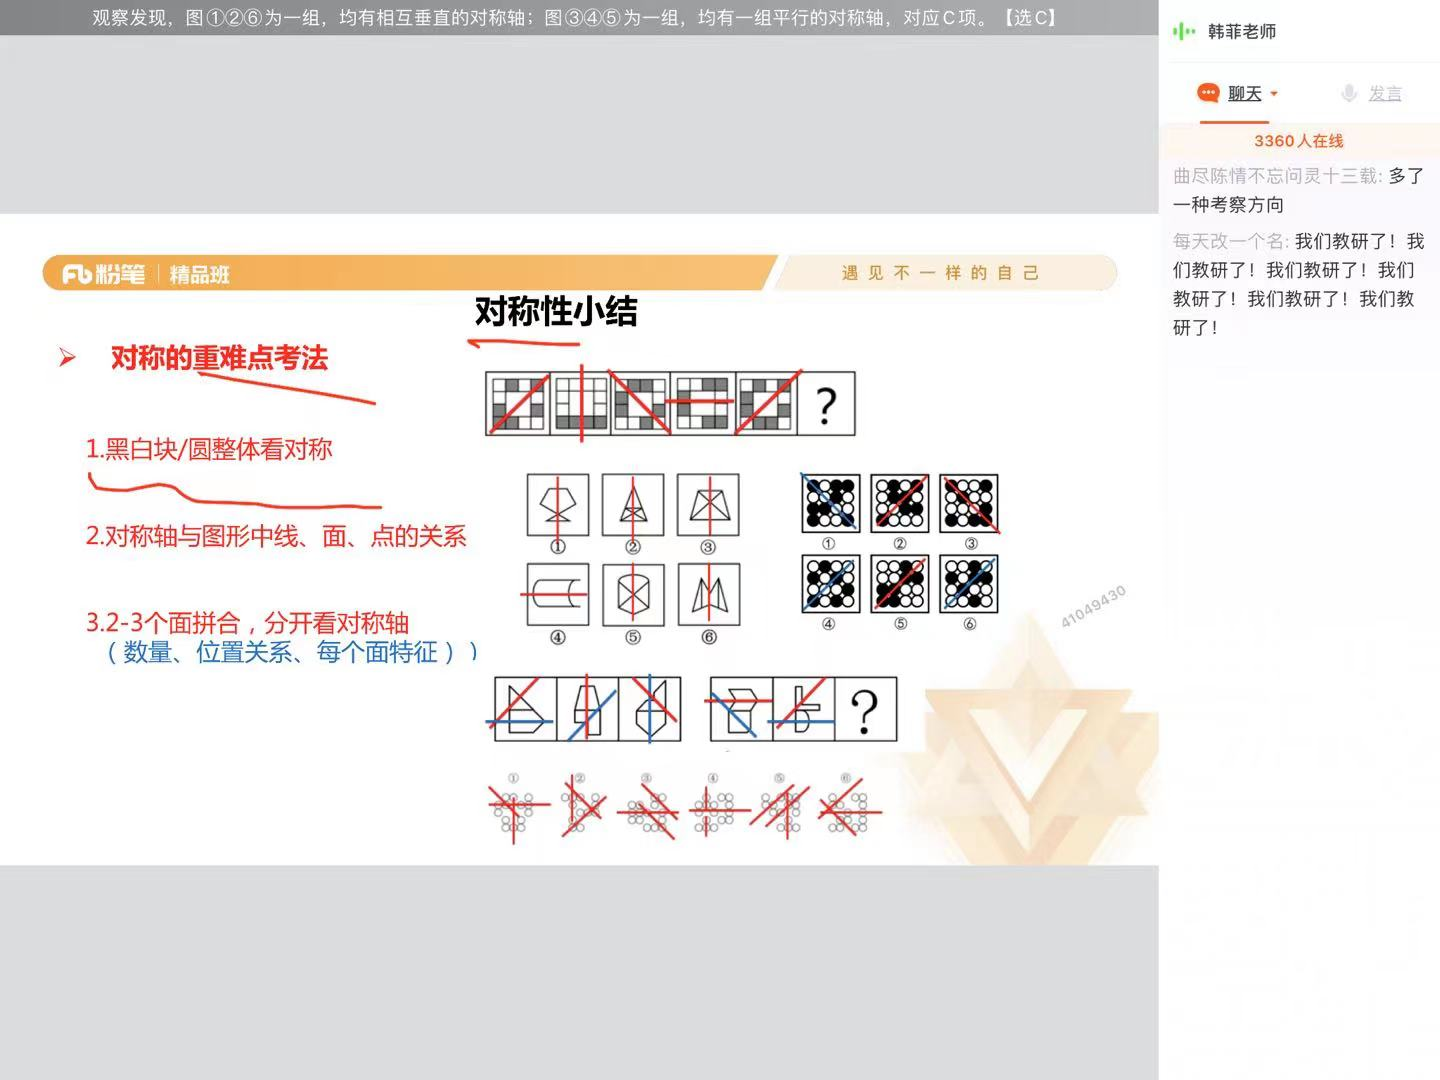 观察发现，图①②⑥为一组，均有相互垂直的对称轴；图③④⑤为一组，均有一组平行的对称轴，对应C项。【选C】
韩菲老师
聊天
发言
3360人在线
曲尽陈情不忘问灵十三载: 多了
一种考察方向
每天改一个名: 我们教研了！我
们教研了！我们教研了！我们
教研了！我们教研了！我们教
研了！
粉笔 精品班
遇见不一样的自己
对称性小结
对称的重难点考法
1.黑白块/圆整体看对称
2.对称轴与图形中线、面、点的关系
3.2-3个面拼合，分开看对称轴
（数量、位置关系、每个面特征））
?
① ② ③
④ ⑤ ⑥
① ② ③
④ ⑤ ⑥
?
① ② ③ ④ ⑤ ⑥
41049430